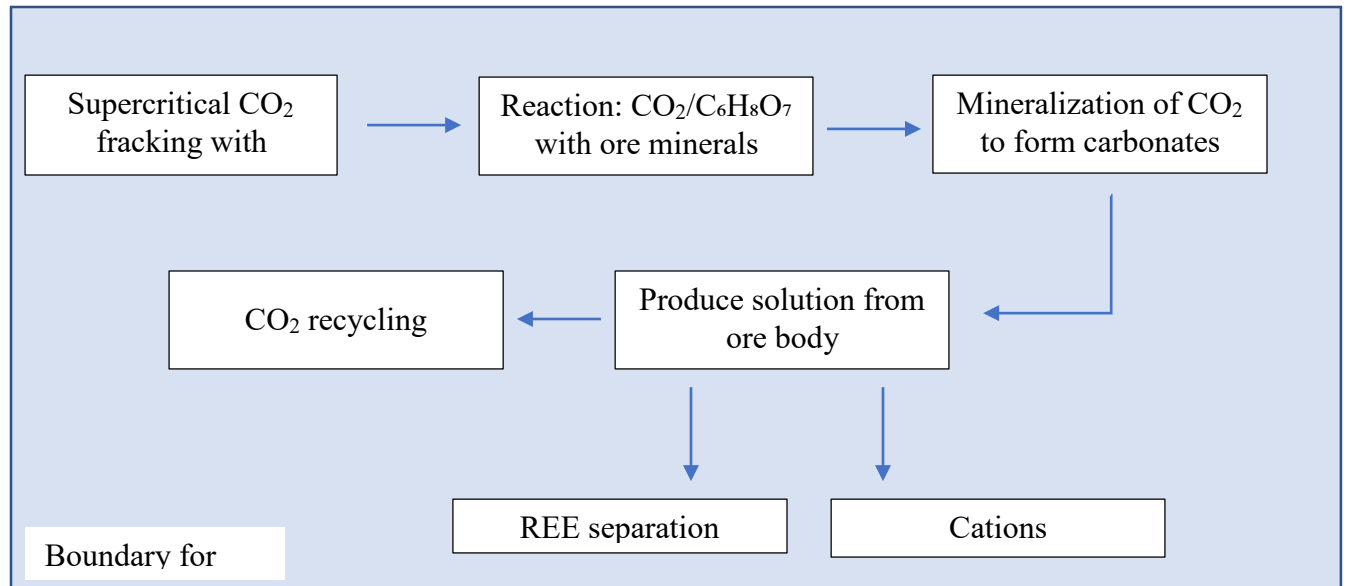 Supercritical CO₂
fracking with
Reaction: CO₂/C₆H₈O₇
with ore minerals
Mineralization of CO₂
to form carbonates
CO₂ recycling
Produce solution from
ore body
REE separation
Cations
Boundary for